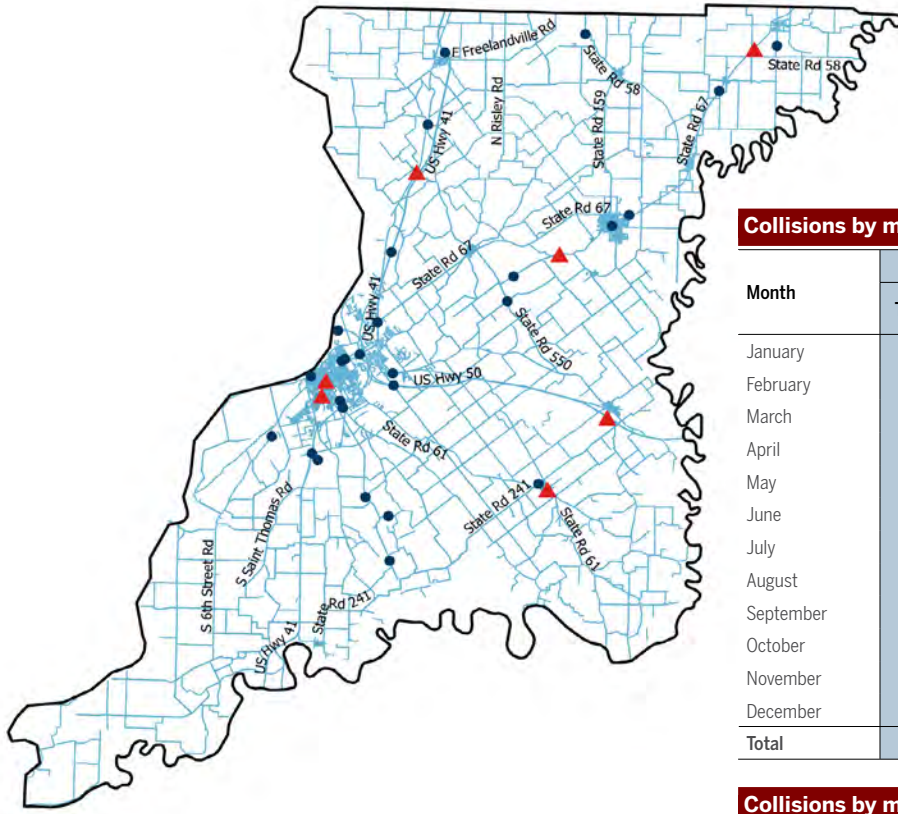 E Freelandville Rd
State Rd 58
State Rd 58
N Risley Rd
State Rd 159
State Rd 67
US Hwy 41
State Rd 67
State Rd 67
US Hwy 41
State Rd 550
US Hwy 50
State Rd 61
State Rd 241
State Rd 61
S Saint Thomas Rd
S 6th Street Rd
State Rd 241
US Hwy 41
Collisions by m
Month
January
February
March
April
May
June
July
August
September
October
November
December
Total
Collisions by m